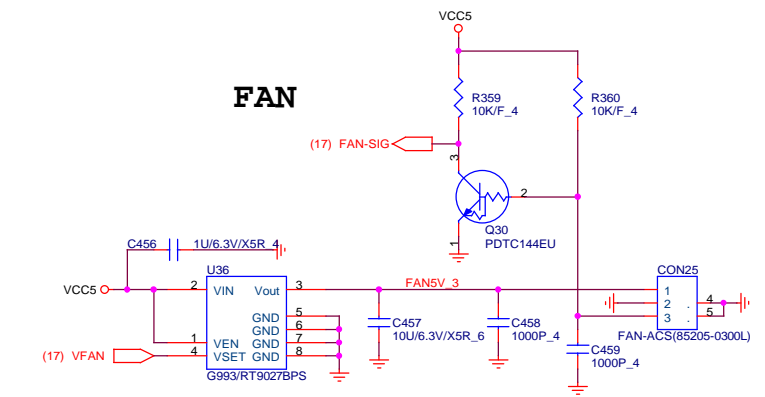 VCC5
FAN
R359
10K/F_4
R360
10K/F_4
(17) FAN-SIG
3
2
1
Q30
PDTC144EU
C456
1U/6.3V/X5R_4
U36
CON25
VCC5
2
VIN
Vout
3
FAN5V_3
1
2
.
4
3
.
5
FAN-ACS(85205-0300L)
GND
5
GND
6
1
VEN
GND
7
(17) VFAN
4
VSET
GND
8
G993/RT9027BPS
C457
10U/6.3V/X5R_6
C458
1000P_4
C459
1000P_4